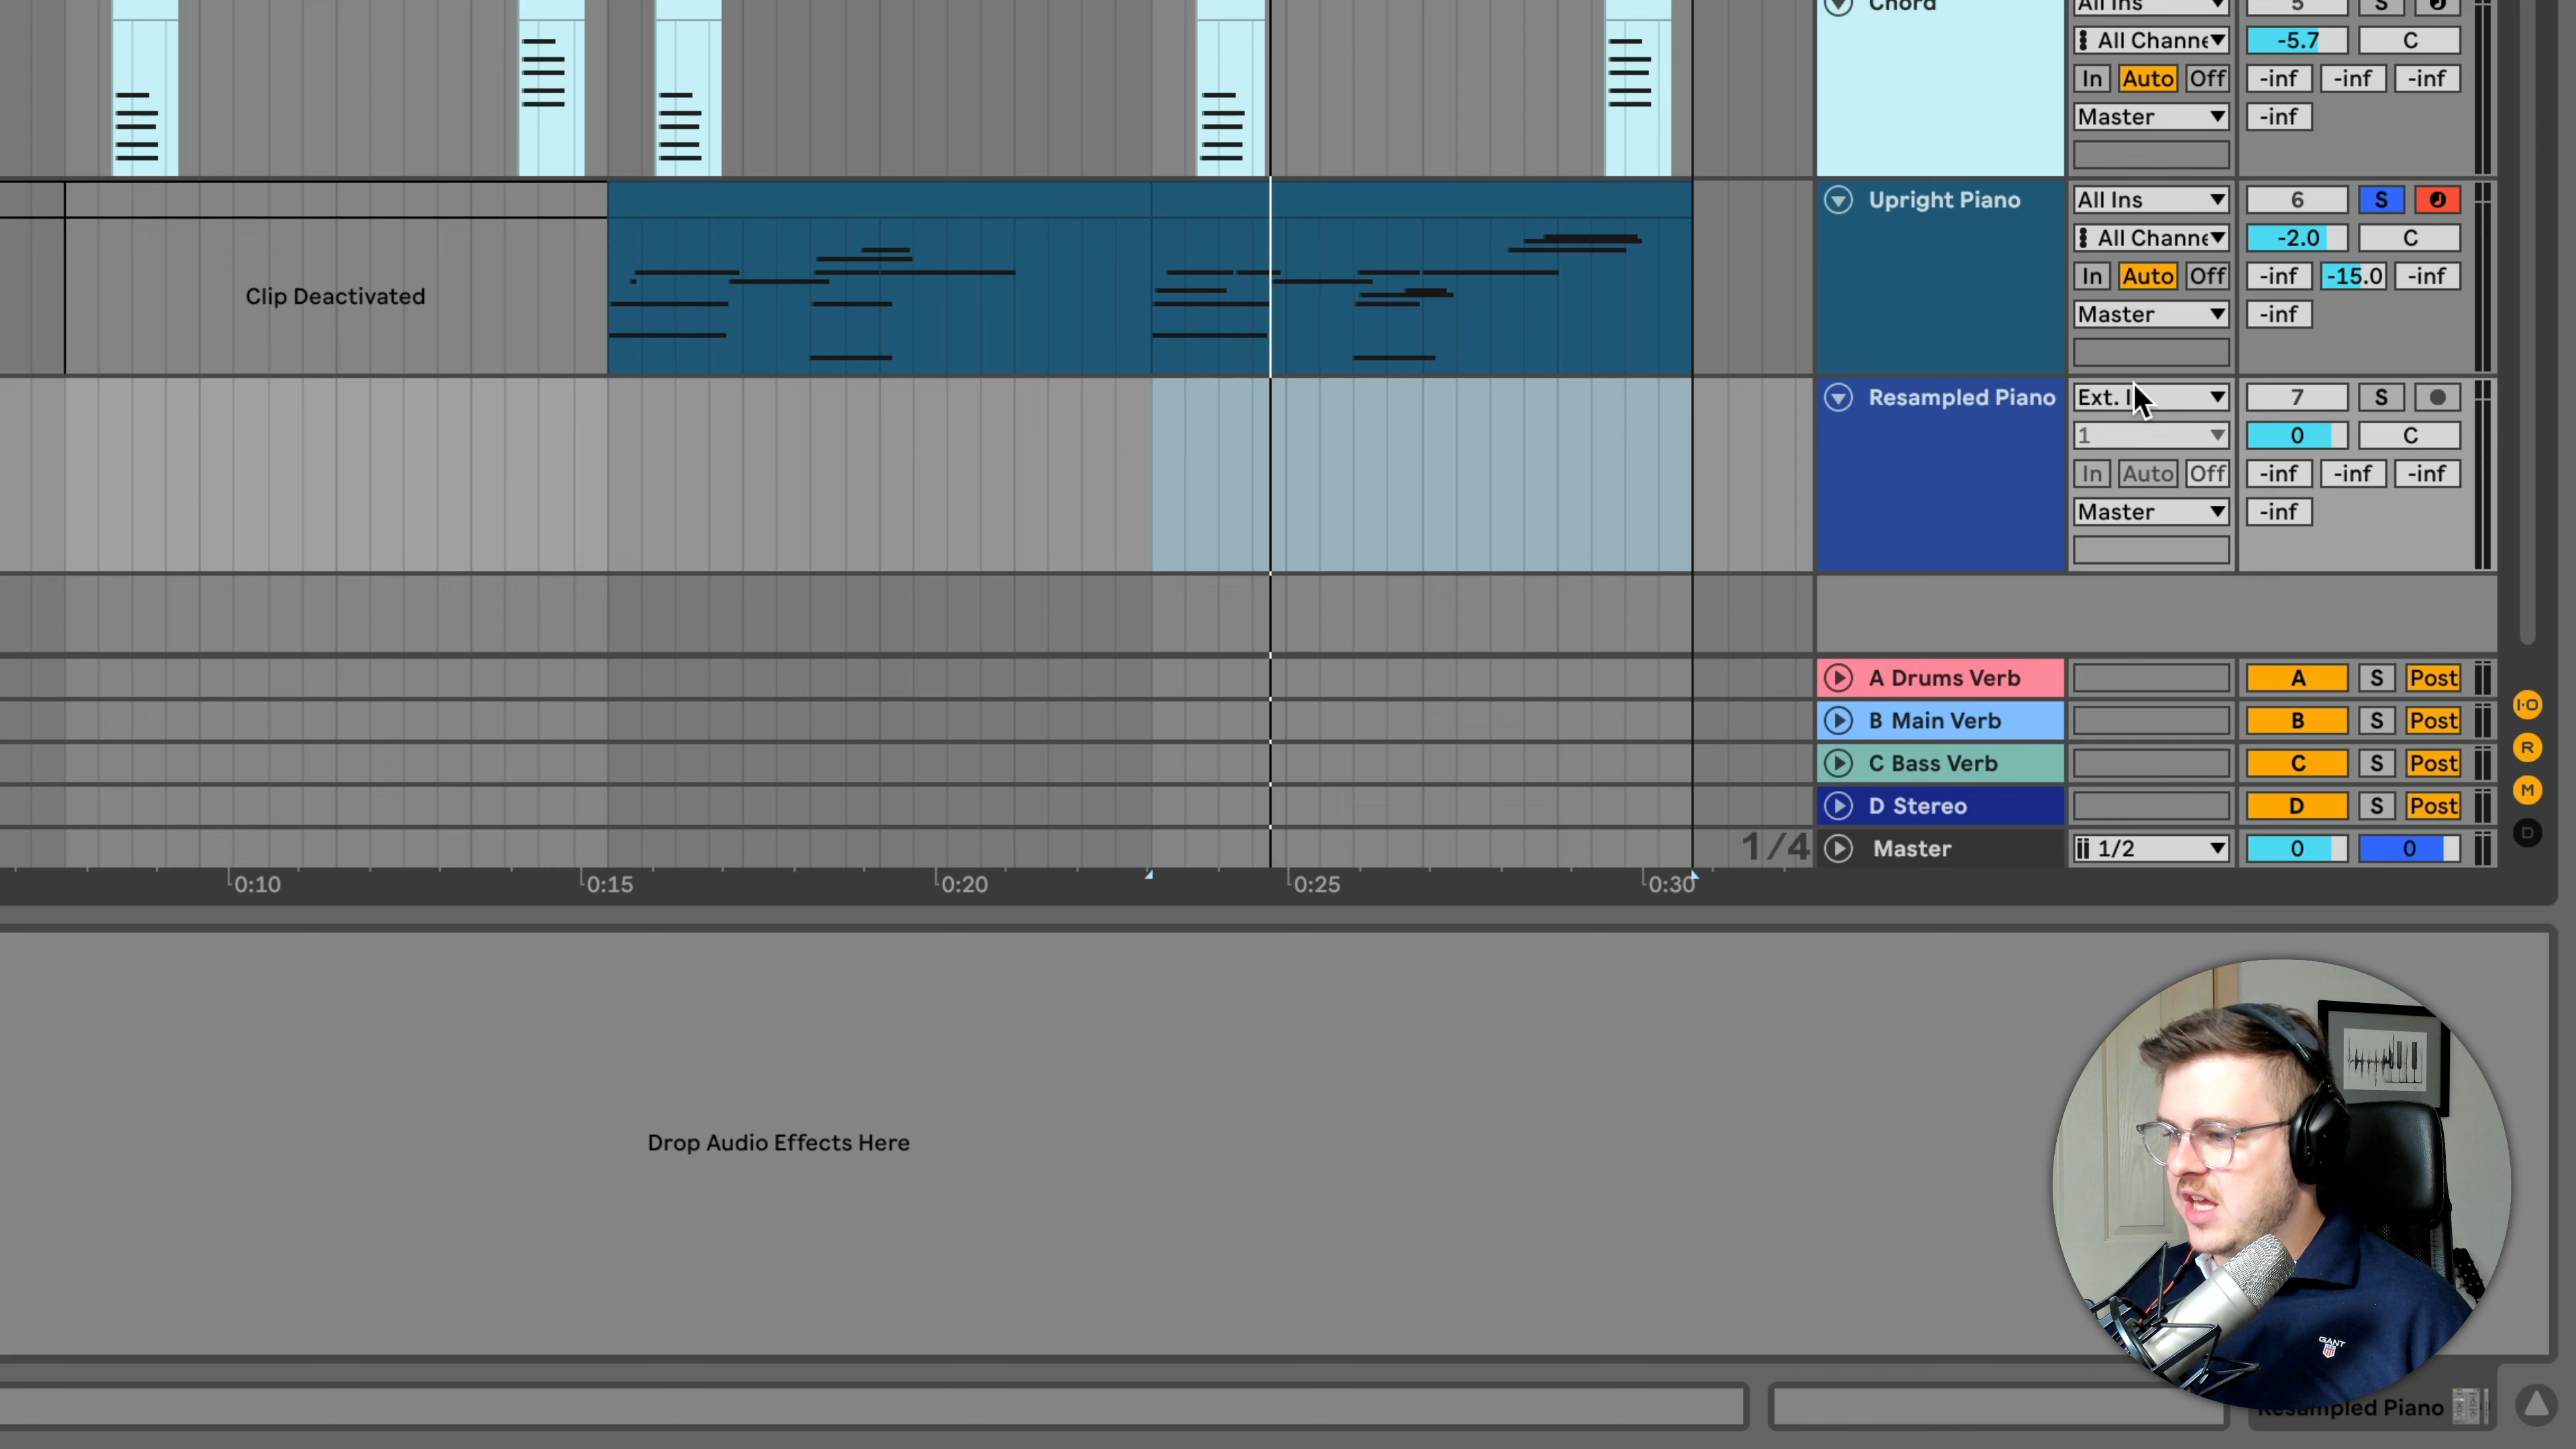 Chord
All Ins
5
S
All Channe
-5.7
C
In
Auto
Off
-inf
-inf
-inf
Master
-inf
Clip Deactivated
Upright Piano
All Ins
6
S
All Channe
-2.0
C
In
Auto
Off
-inf
-15.0
-inf
Master
-inf
Resampled Piano
Ext.
7
S
1
0
C
In
Auto
Off
-inf
-inf
-inf
Master
-inf
A Drums Verb
A
S
Post
I·O
B Main Verb
B
S
Post
R
C Bass Verb
C
S
Post
M
D Stereo
D
S
Post
D
1/4
Master
1/2
0
0
0:10
0:15
0:20
0:25
0:30
Drop Audio Effects Here
GANT
Resampled Piano